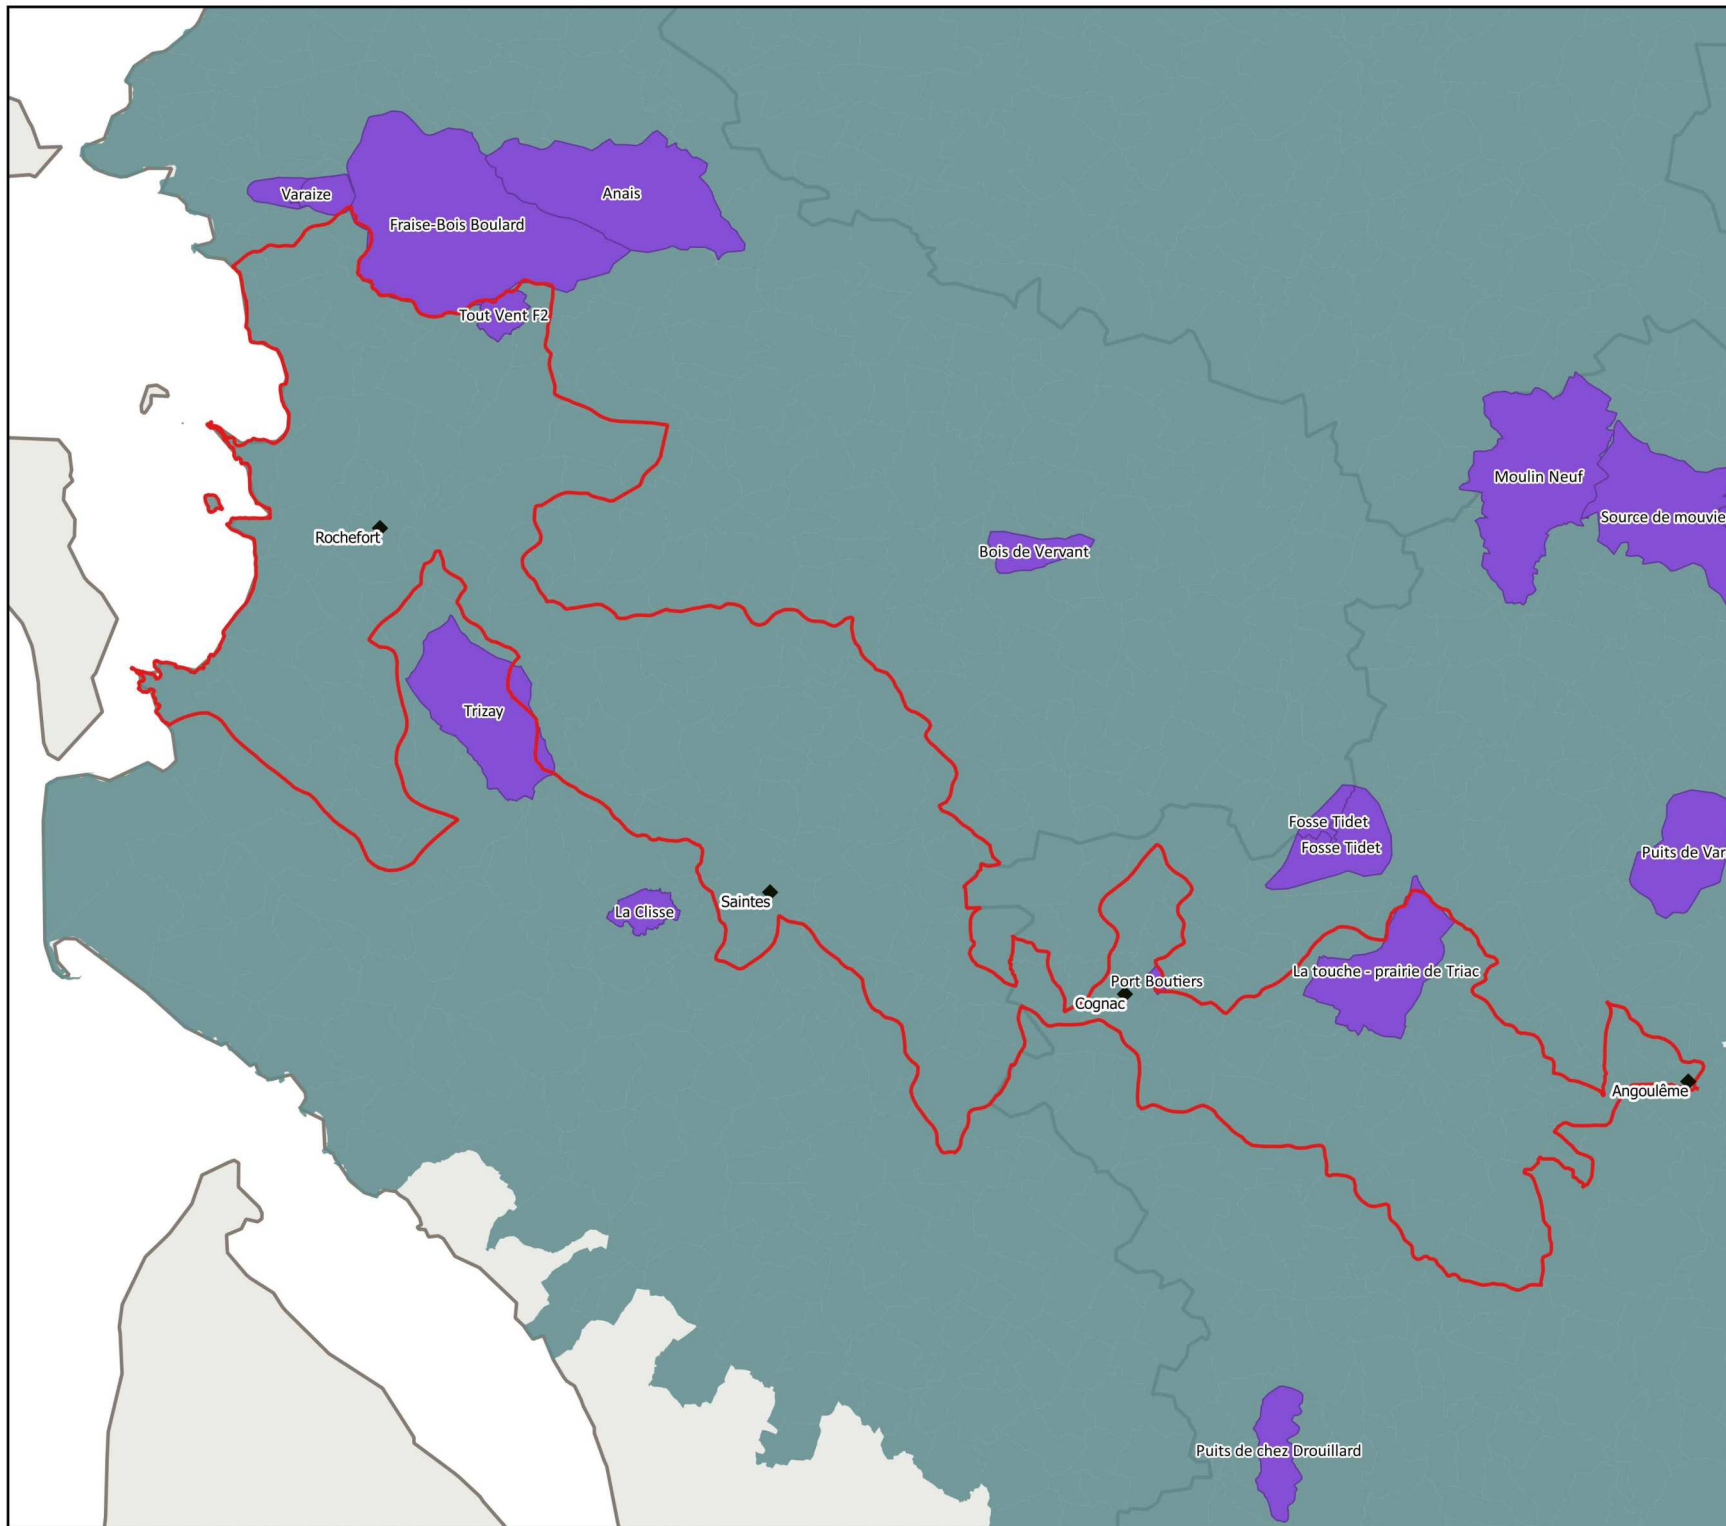 Varaize
Anais
Fraise-Bois Boulard
Tout Vent F2
Moulin Neuf
Source de mouvie
Rochefort
Bois de Vervant
Trizay
Fosse Tidet
Fosse Tidet
Puits de Var
Saintes
La Clisse
La touche - prairie de Triac
Port Boutiers
Cognac
Angoulême
Puits de chez Drouillard